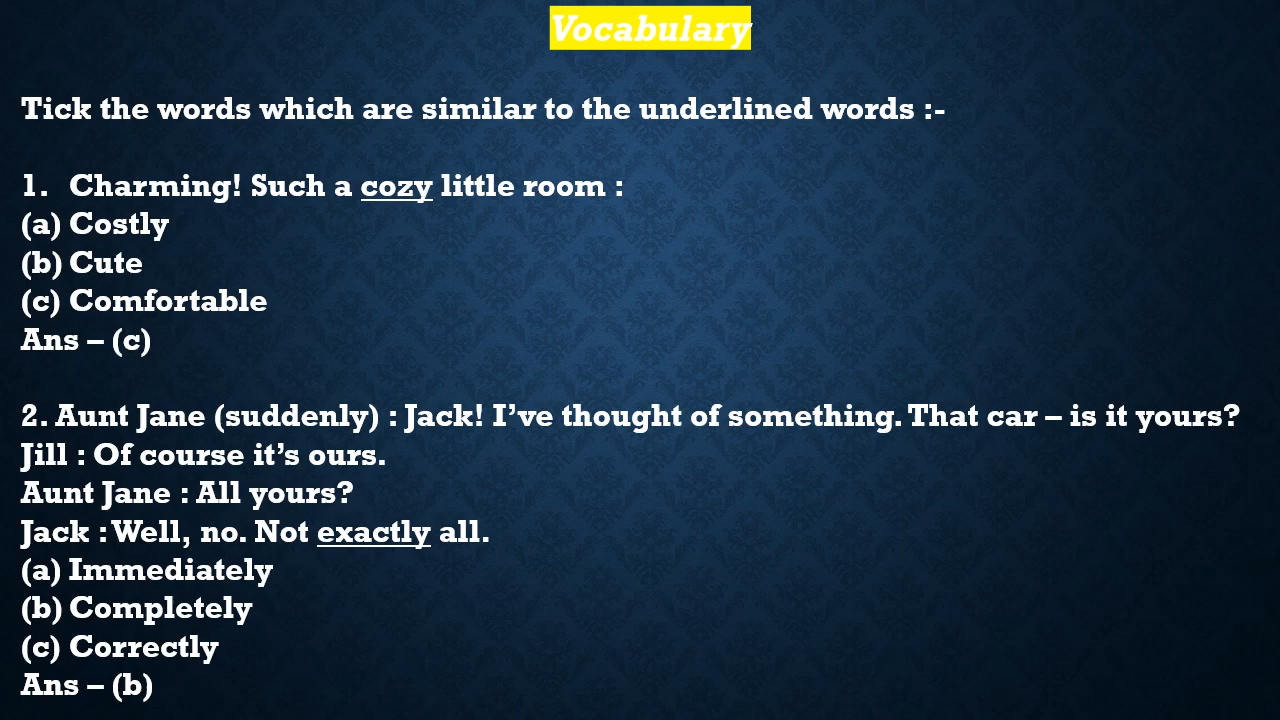 Vocabulary
Tick the words which are similar to the underlined words :-
1. Charming! Such a cozy little room :
(a) Costly
(b) Cute
(c) Comfortable
Ans – (c)
2. Aunt Jane (suddenly) : Jack! I’ve thought of something. That car – is it yours?
Jill : Of course it’s ours.
Aunt Jane : All yours?
Jack : Well, no. Not exactly all.
(a) Immediately
(b) Completely
(c) Correctly
Ans – (b)